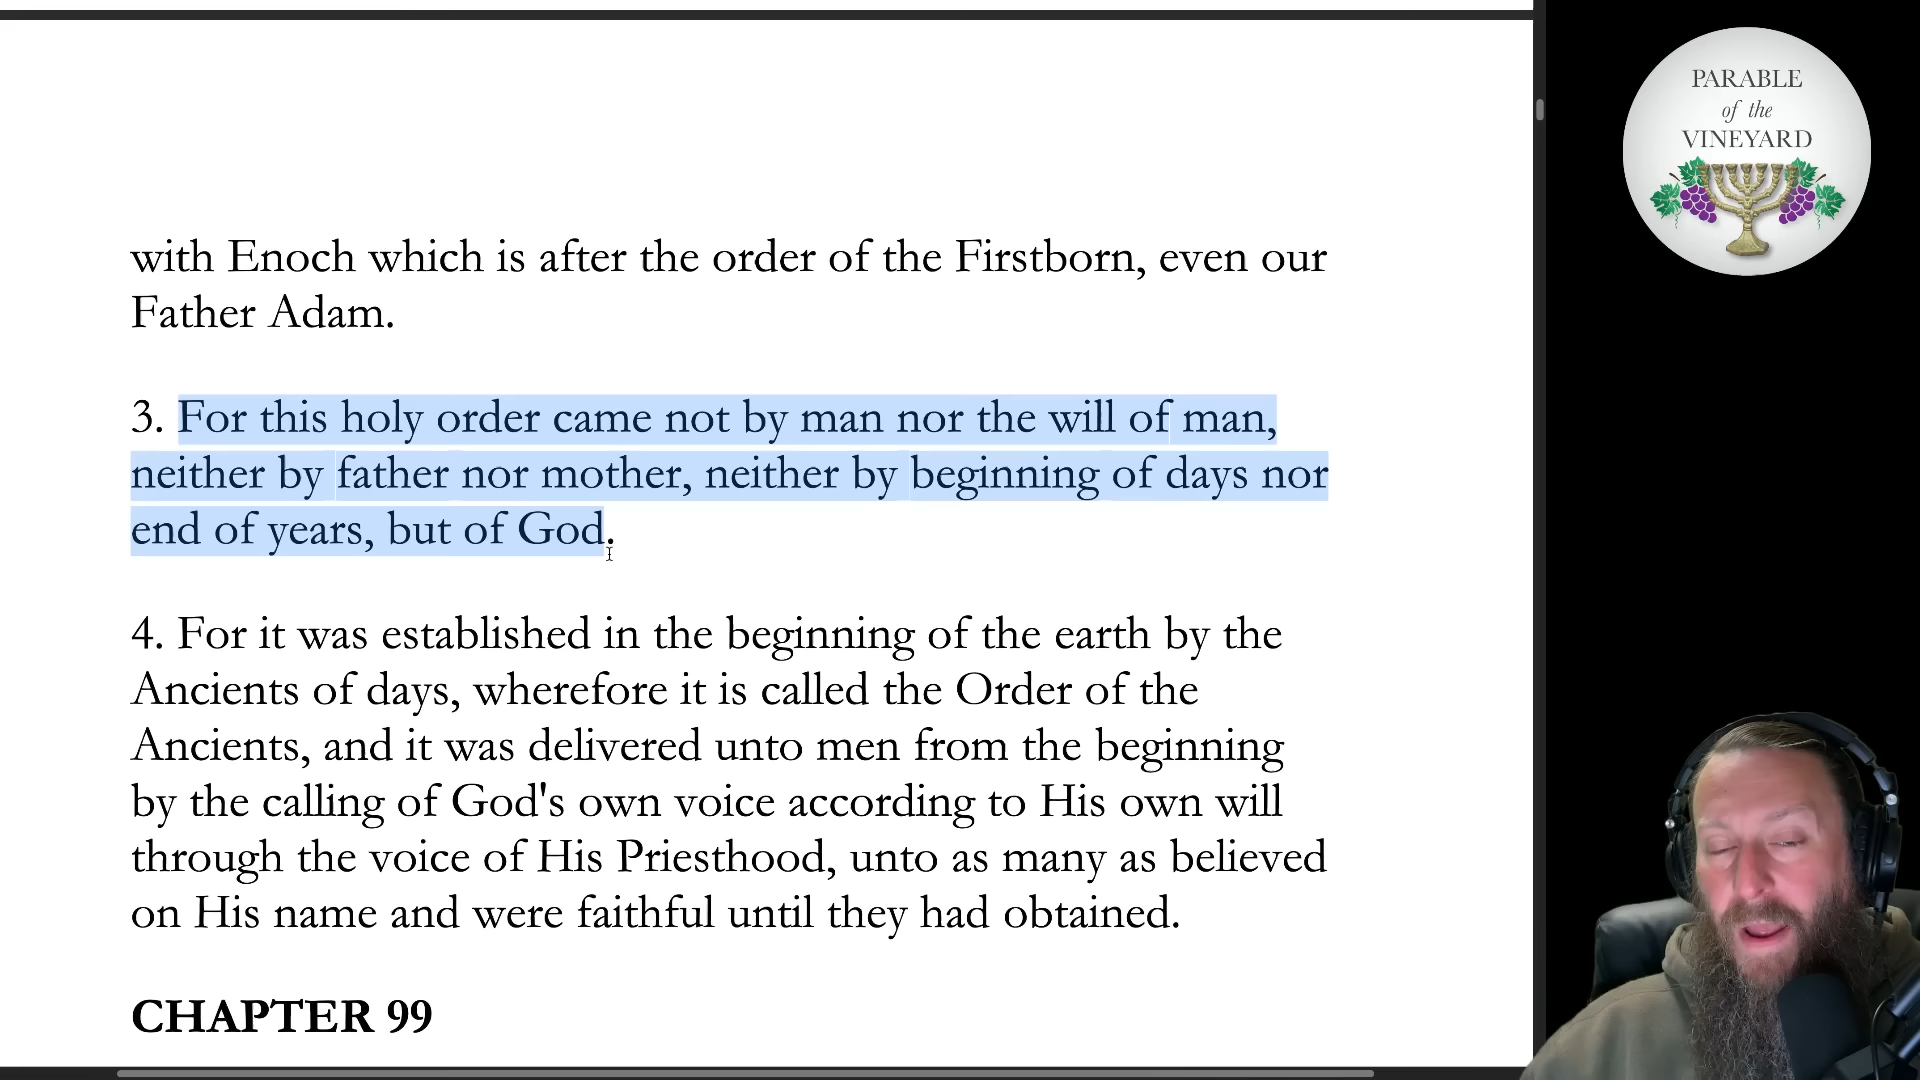 with Enoch which is after the order of the Firstborn, even our
Father Adam.
3. For this holy order came not by man nor the will of man,
neither by father nor mother, neither by beginning of days nor
end of years, but of God.
4. For it was established in the beginning of the earth by the
Ancients of days, wherefore it is called the Order of the
Ancients, and it was delivered unto men from the beginning
by the calling of God's own voice according to His own will
through the voice of His Priesthood, unto as many as believed
on His name and were faithful until they had obtained.
CHAPTER 99
PARABLE
of the
VINEYARD